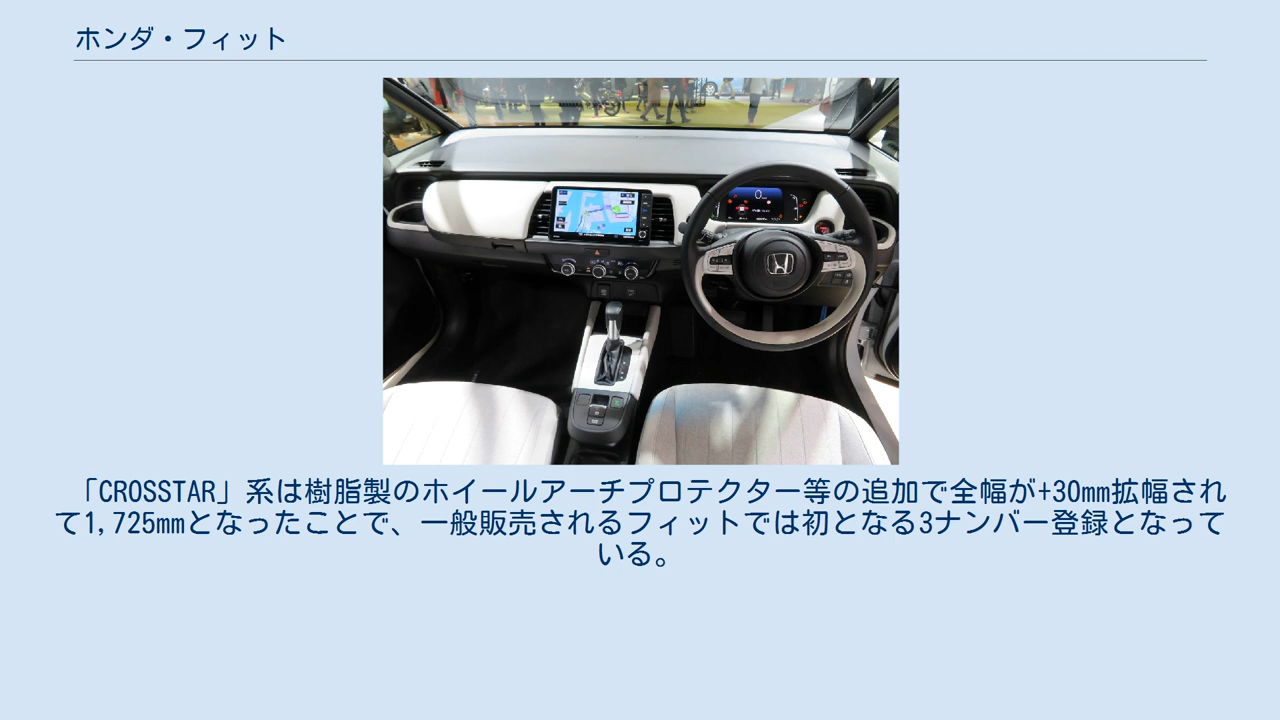 ホンダ・フィット
「CROSSTAR」系は樹脂製のホイールアーチプロテクター等の追加で全幅が+30mm拡幅され
て1,725mmとなったことで、一般販売されるフィットでは初となる3ナンバー登録となって
いる。